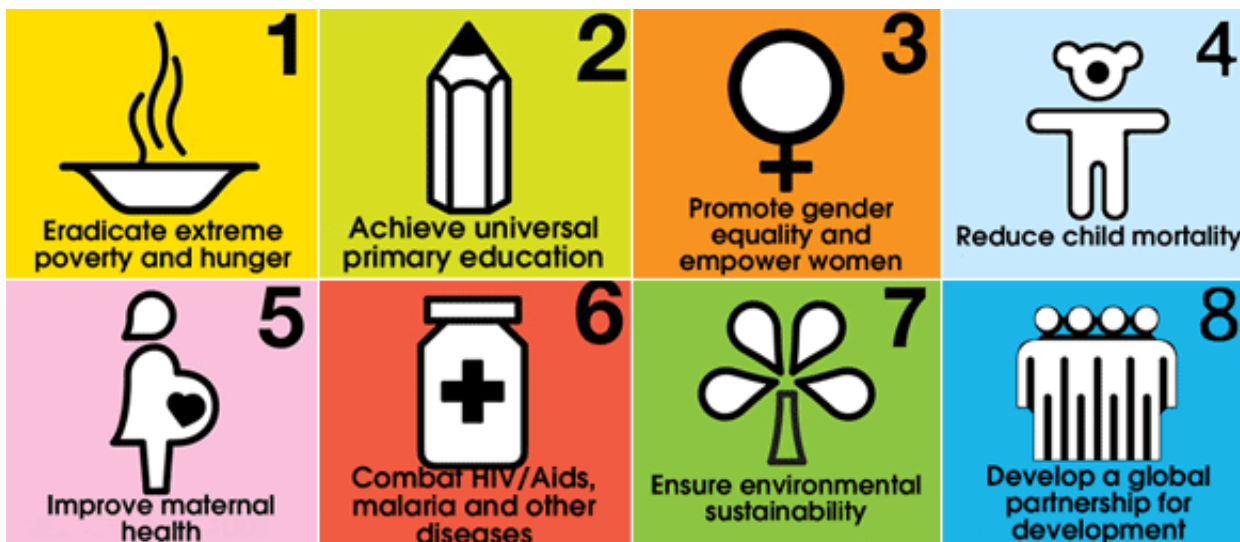 1
Eradicate extreme
poverty and hunger
2
Achieve universal
primary education
3
Promote gender
equality and
empower women
4
Reduce child mortality
5
Improve maternal
health
6
Combat HIV/Aids,
malaria and other
diseases
7
Ensure environmental
sustainability
8
Develop a global
partnership for
development